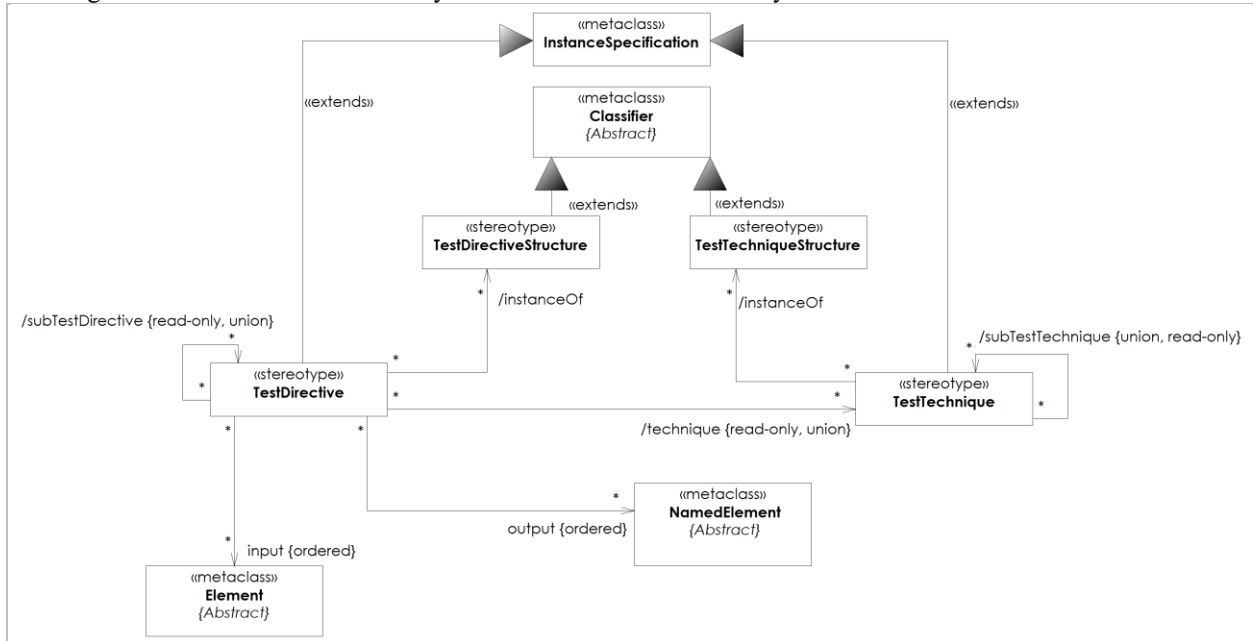 «metaclass»
InstanceSpecification
«extends»
«extends»
«metaclass»
Classifier
{Abstract}
«extends»
«extends»
«stereotype»
TestDirectiveStructure
«stereotype»
TestTechniqueStructure
* /instanceOf
* /instanceOf
/subTestDirective {read-only, union}
*
/subTestTechnique {union, read-only}
*
*
*
«stereotype»
TestDirective
*
*
*
«stereotype»
TestTechnique
*
/technique {read-only, union}
*
*
*
output {ordered}
«metaclass»
NamedElement
{Abstract}
*
input {ordered}
«metaclass»
Element
{Abstract}